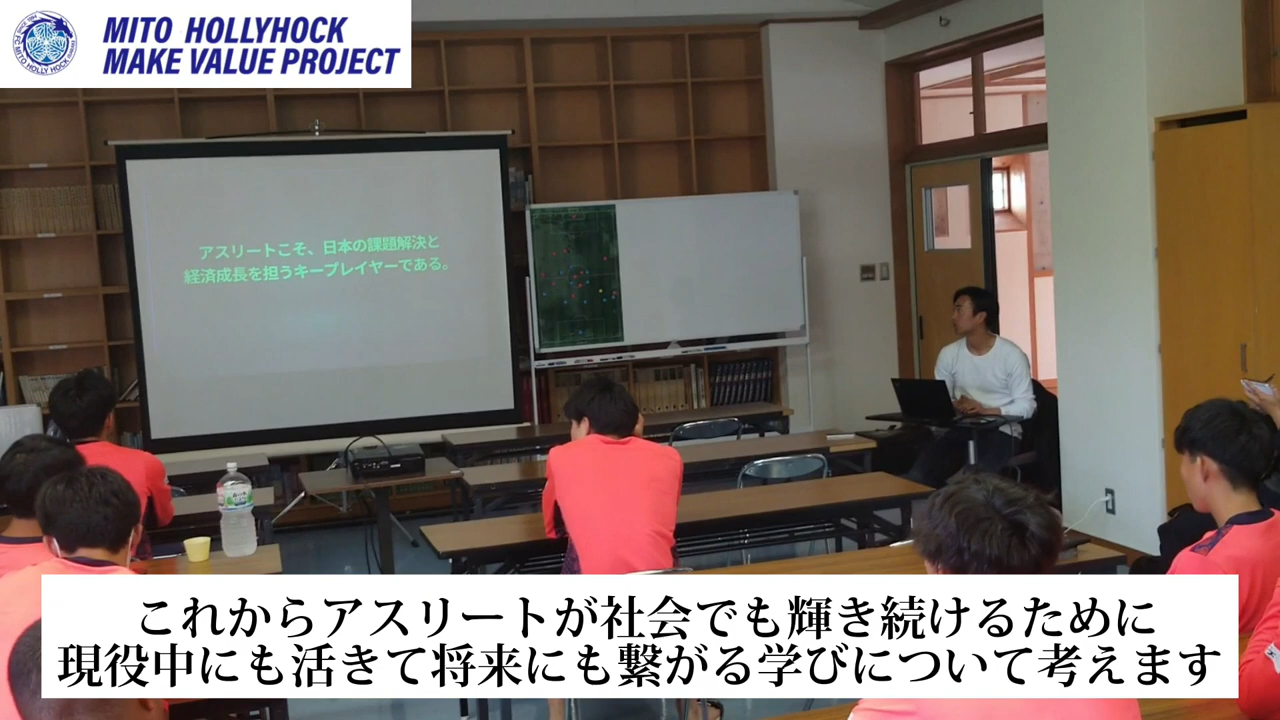 MITO HOLLYHOCK
MAKE VALUE PROJECT
FC MITO HOLLY HOCK
アスリートこそ、日本の課題解決と
経済成長を担うキープレイヤーである。
これからアスリートが社会でも輝き続けるために
現役中にも活きて将来にも繋がる学びについて考えます